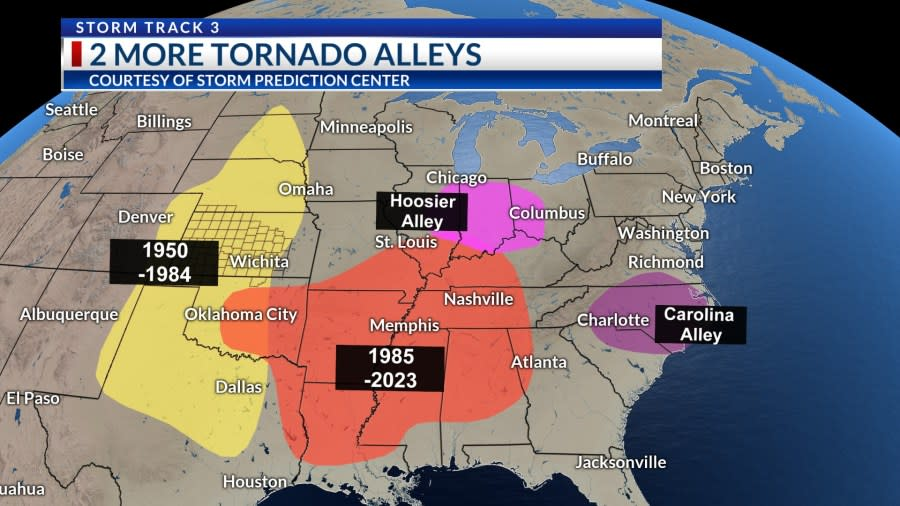 STORM TRACK 3
2 MORE TORNADO ALLEYS
COURTESY OF STORM PREDICTION CENTER
Seattle
Billings
Minneapolis
Montreal
Boise
Buffalo
Boston
Chicago
Omaha
New York
Hoosier
Alley
Denver
Columbus
Washington
St. Louis
1950
-1984
Wichita
Richmond
Nashville
Albuquerque
Oklahoma City
Memphis
Charlotte
Carolina
Alley
1985
-2023
Atlanta
Dallas
El Paso
Jacksonville
Houston
uahua